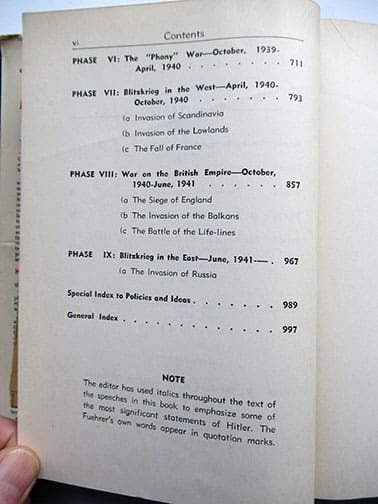 vi Contents
PHASE VI: The "Phony" War—October, 1939-
April, 1940 . . . . . . . 711
PHASE VII: Blitzkrieg in the West—April, 1940-
October, 1940 . . . . . . . 793
(a Invasion of Scandinavia
(b Invasion of the Lowlands
(c The Fall of France
PHASE VIII: War on the British Empire—October,
1940-June, 1941 . . . . . . 857
(a The Siege of England
(b The Invasion of the Balkans
(c The Battle of the Life-lines
PHASE IX: Blitzkrieg in the East—June, 1941-—. 967
(a The Invasion of Russia
Special Index to Policies and Ideas . . . . . . . 989
General Index . . . . . . . . . . . . . 997
NOTE
The editor has used italics throughout the text of
the speeches in this book to emphasize some of
the most significant statements of Hitler. The
Fuehrer's own words appear in quotation marks.